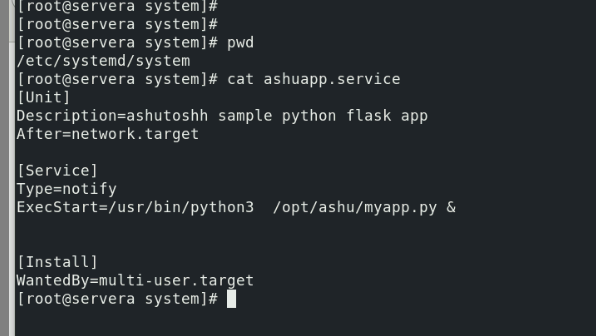 [root@servera system]#
[root@servera system]#
[root@servera system]# pwd
/etc/systemd/system
[root@servera system]# cat ashuapp.service
[Unit]
Description=ashutoshh sample python flask app
After=network.target
[Service]
Type=notify
ExecStart=/usr/bin/python3  /opt/ashu/myapp.py &
[Install]
WantedBy=multi-user.target
[root@servera system]#